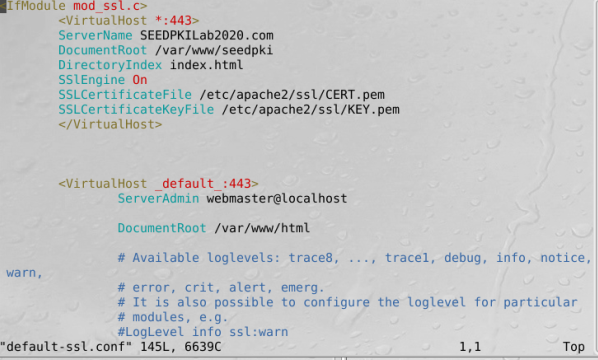 <IfModule mod_ssl.c>
<VirtualHost *:443>
ServerName SEEDPKILab2020.com
DocumentRoot /var/www/seedpki
DirectoryIndex index.html
SSlEngine On
SSLCertificateFile /etc/apache2/ssl/CERT.pem
SSLCertificateKeyFile /etc/apache2/ssl/KEY.pem
</VirtualHost>
<VirtualHost _default_:443>
ServerAdmin webmaster@localhost
DocumentRoot /var/www/html
# Available loglevels: trace8, ..., trace1, debug, info, notice,
warn,
# error, crit, alert, emerg.
# It is also possible to configure the loglevel for particular
# modules, e.g.
#LogLevel info ssl:warn
"default-ssl.conf" 145L, 6639C 1,1 Top